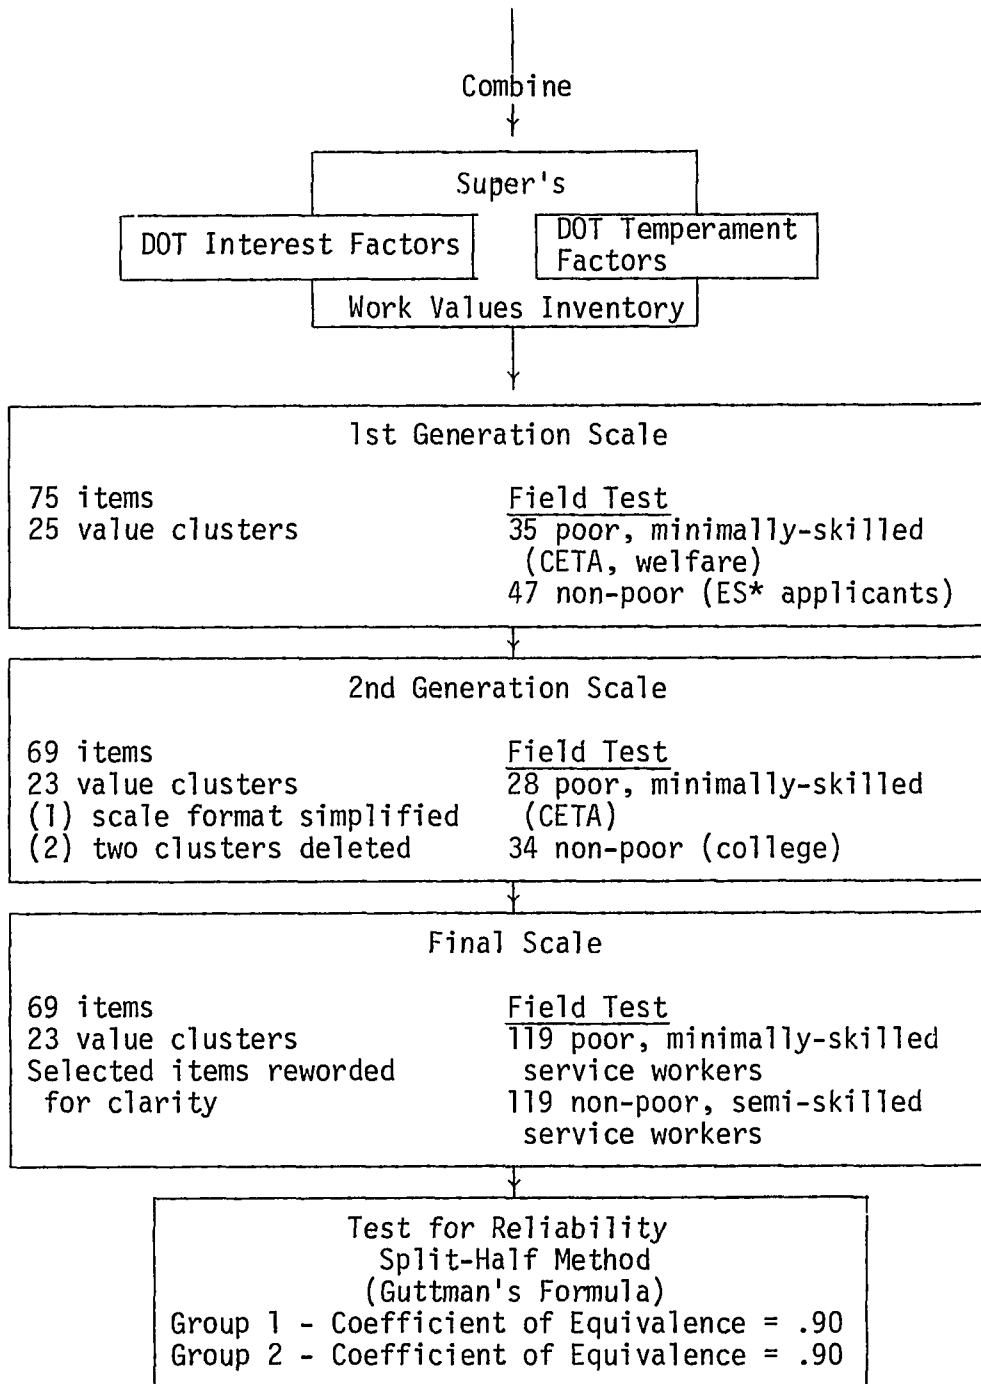 Combine
Super's
DOT Interest Factors
DOT Temperament
Factors
Work Values Inventory
1st Generation Scale
75 items
25 value clusters
Field Test
35 poor, minimally-skilled
(CETA, welfare)
47 non-poor (ES* applicants)
2nd Generation Scale
69 items
23 value clusters
(1) scale format simplified
(2) two clusters deleted
Field Test
28 poor, minimally-skilled
(CETA)
34 non-poor (college)
Final Scale
69 items
23 value clusters
Selected items reworded
for clarity
Field Test
119 poor, minimally-skilled
service workers
119 non-poor, semi-skilled
service workers
Test for Reliability
Split-Half Method
(Guttman's Formula)
Group 1 - Coefficient of Equivalence = .90
Group 2 - Coefficient of Equivalence = .90